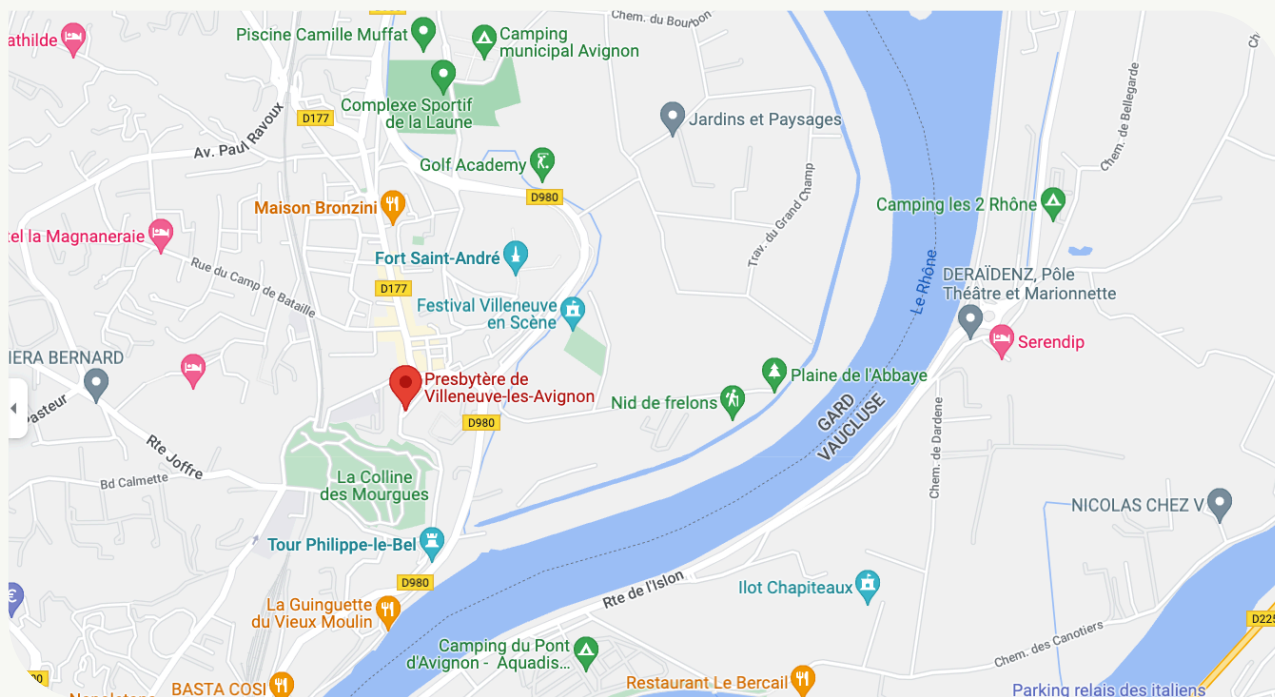 Chem. du Bourbon
Piscine Camille Muffat
Camping
municipal Avignon
athilde
Complexe Sportif
de la Laune
D177
Av. Paul Ravoux
Jardins et Paysages
Chem. de Bellegarde
Golf Academy
D980
Trav. du Grand Champ
Maison Bronzini
Camping les 2 Rhône
tel la Magnaneraie
Fort Saint-André
Rue du Camp de Bataille
D177
Le Rhône
DERAÏDENZ, Pôle
Théâtre et Marionnette
Festival Villeneuve
en Scène
Serendip
IERA BERNARD
Presbytère de
Villeneuve-les-Avignon
Plaine de l'Abbaye
Nid de frelons
GARD
VAUCLUSE
Pasteur
D980
Rte Joffre
Chem. de Dardene
La Colline
des Mourgues
Bd Calmette
NICOLAS CHEZ V
Tour Philippe-le-Bel
D980
Rte de l'Islon
Ilot Chapiteaux
La Guinguette
du Vieux Moulin
D225
Camping du Pont
d'Avignon - Aquadis...
Chem. des Canotiers
BASTA COSI
Restaurant Le Bercail
Parking relais des italiens